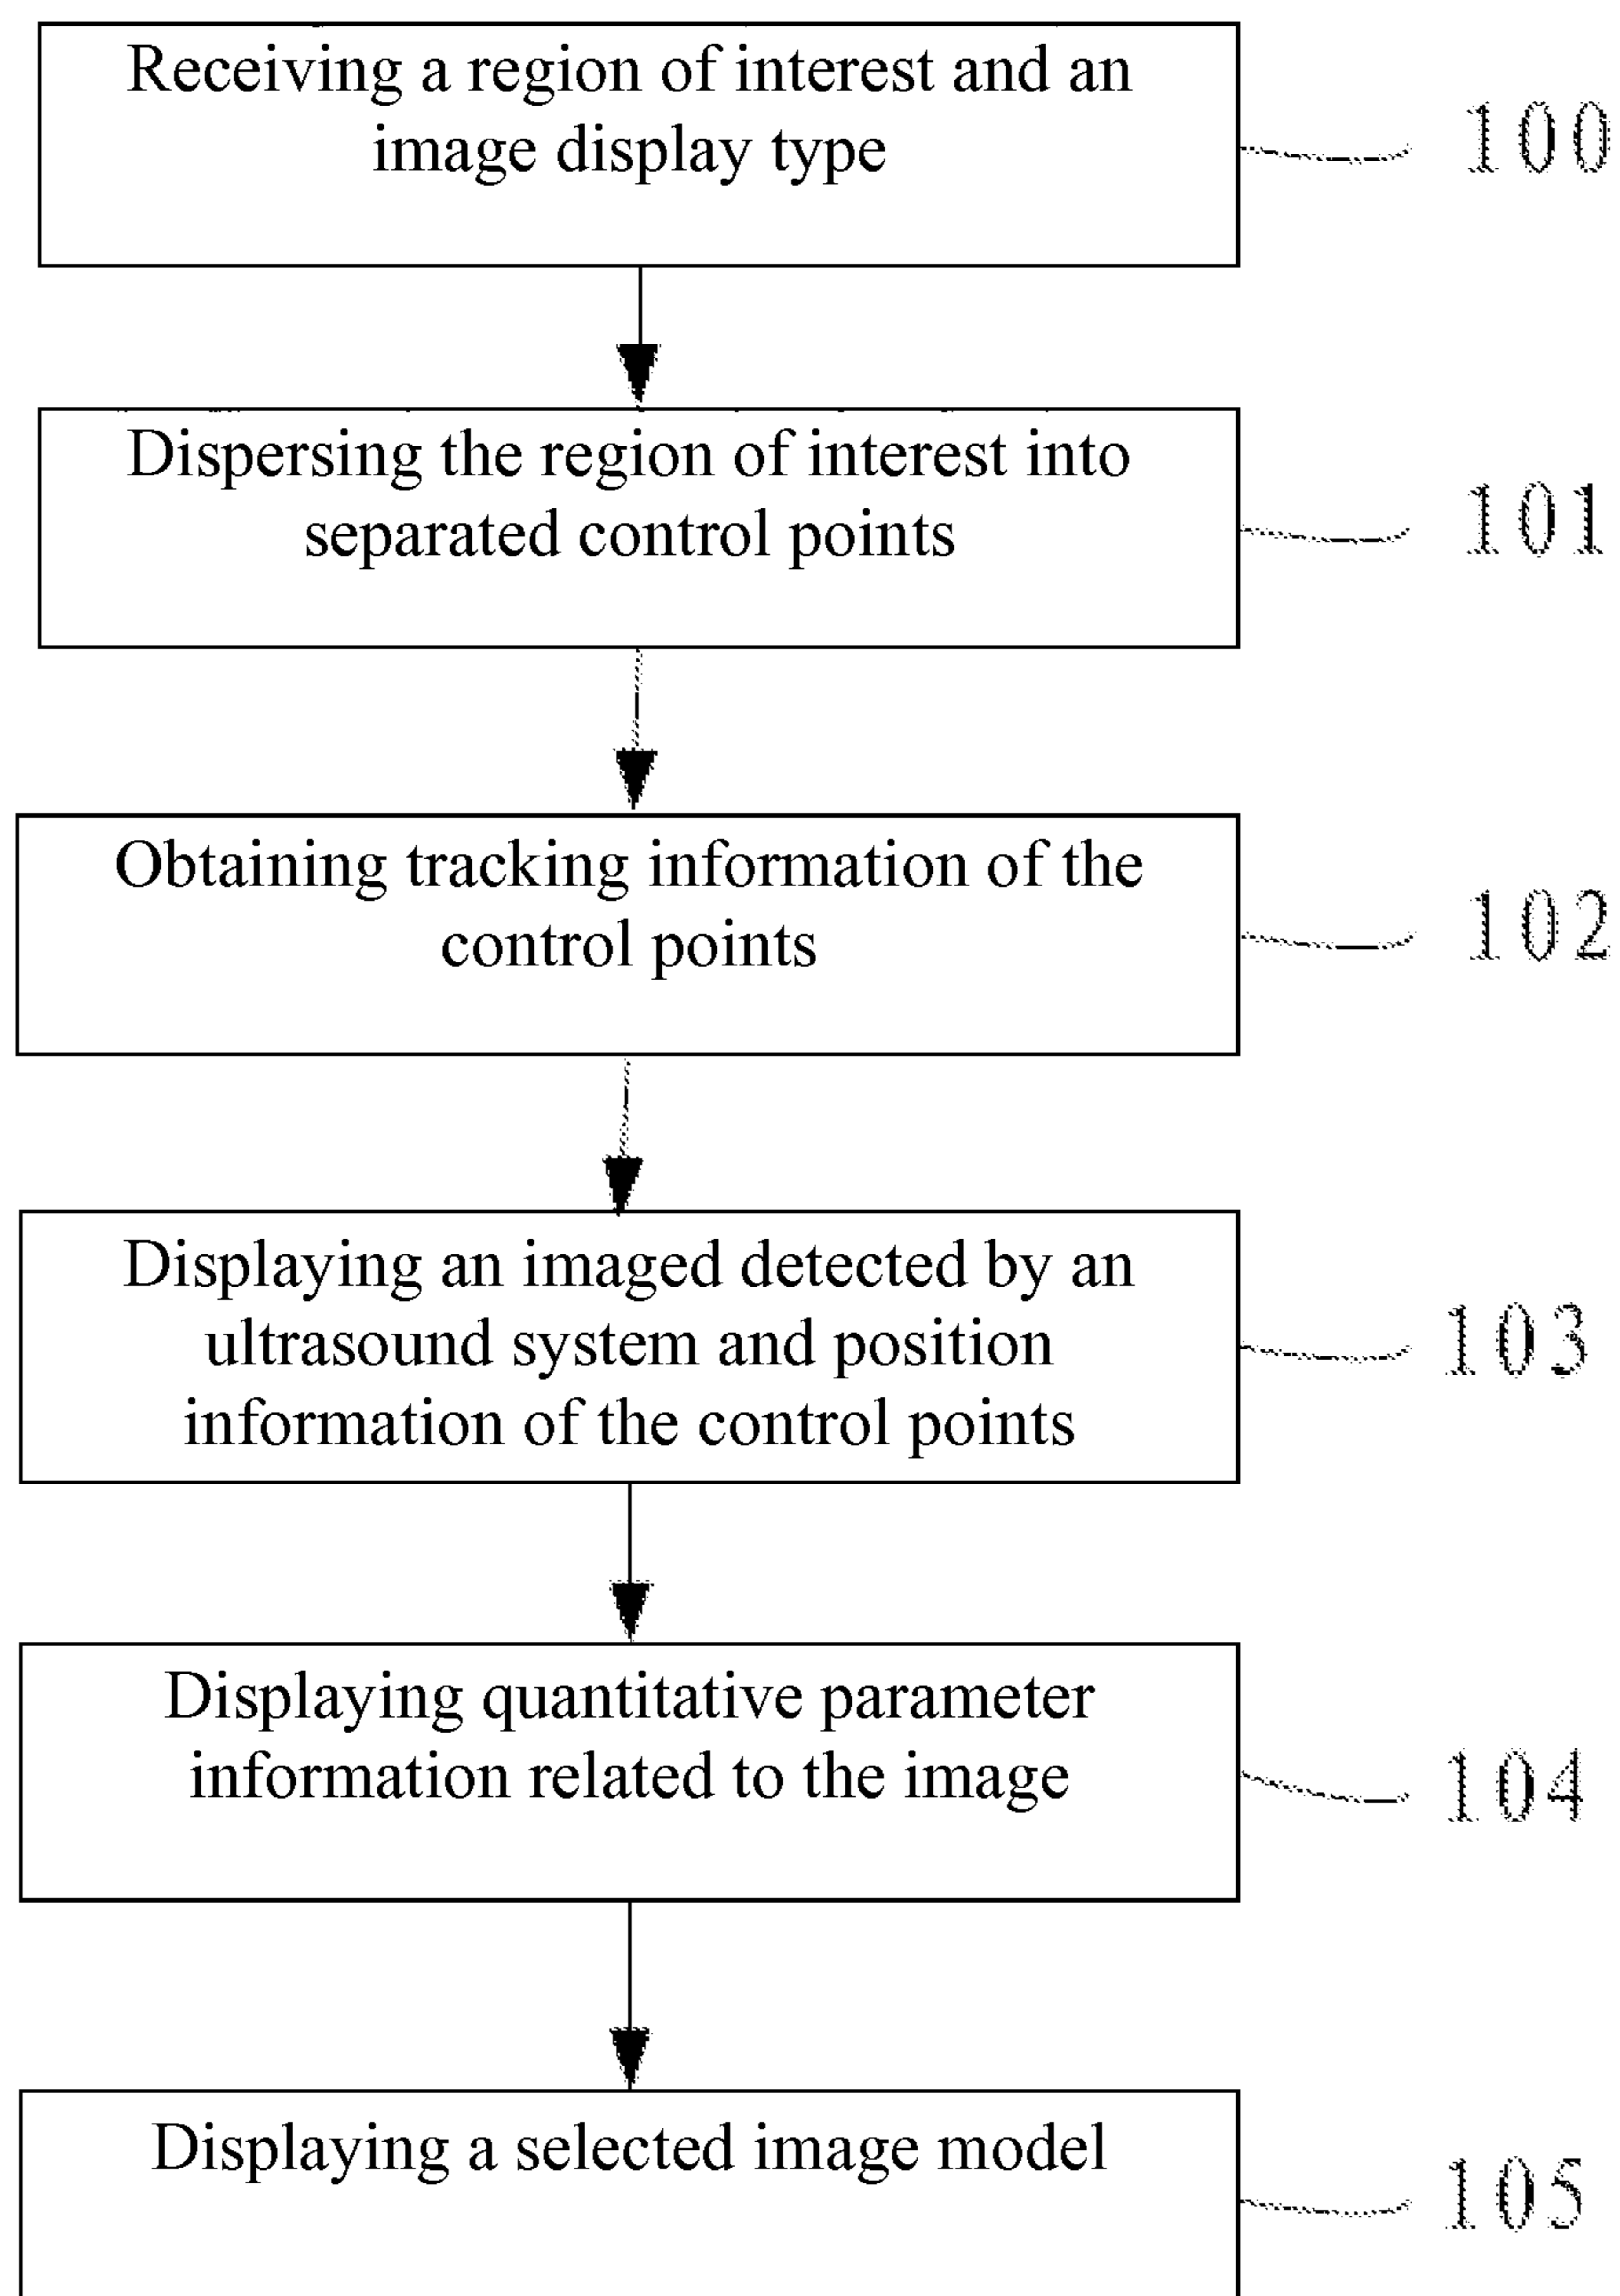 Receiving a region of interest and an
image display type
100
Dispersing the region of interest into
separated control points
101
Obtaining tracking information of the
control points
102
Displaying an imaged detected by an
ultrasound system and position
information of the control points
103
Displaying quantitative parameter
information related to the image
104
Displaying a selected image model
105